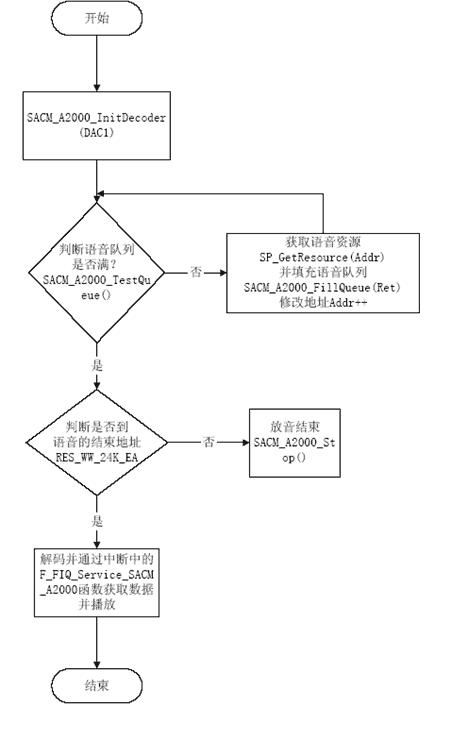 开始
SACM_A2000_InitDecoder
(DAC1)
判断语音队列
是否满?
SACM_A2000_TestQu
eue()
否
获取语音资源
SP_GetResource(Addr)
并填充语音队列
SACM_A2000_FillQueue(Ret)
修改地址Addr++
是
判断是否到
语音的结束地址
RES_WW_24K_EA
否
放音结束
SACM_A2000_St
op()
是
解码并通过中断中的
F_FIQ_Service_SACM
_A2000函数获取数据
并播放
结束